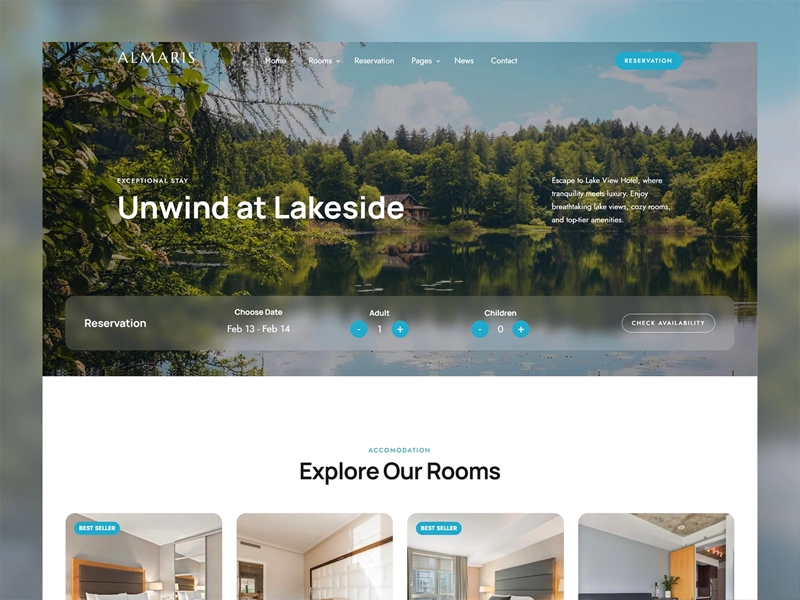 ALMARIS
Home
Rooms
Reservation
Pages
News
Contact
RESERVATION
EXCEPTIONAL STAY
Unwind at Lakeside
Escape to Lake View Hotel, where
tranquility meets luxury. Enjoy
breathtaking lake views, cozy rooms,
and top-tier amenities.
Reservation
Choose Date
Feb 13 - Feb 14
Adult
- 1 +
Children
- 0 +
CHECK AVAILABILITY
ACCOMODATION
Explore Our Rooms
BEST SELLER
BEST SELLER